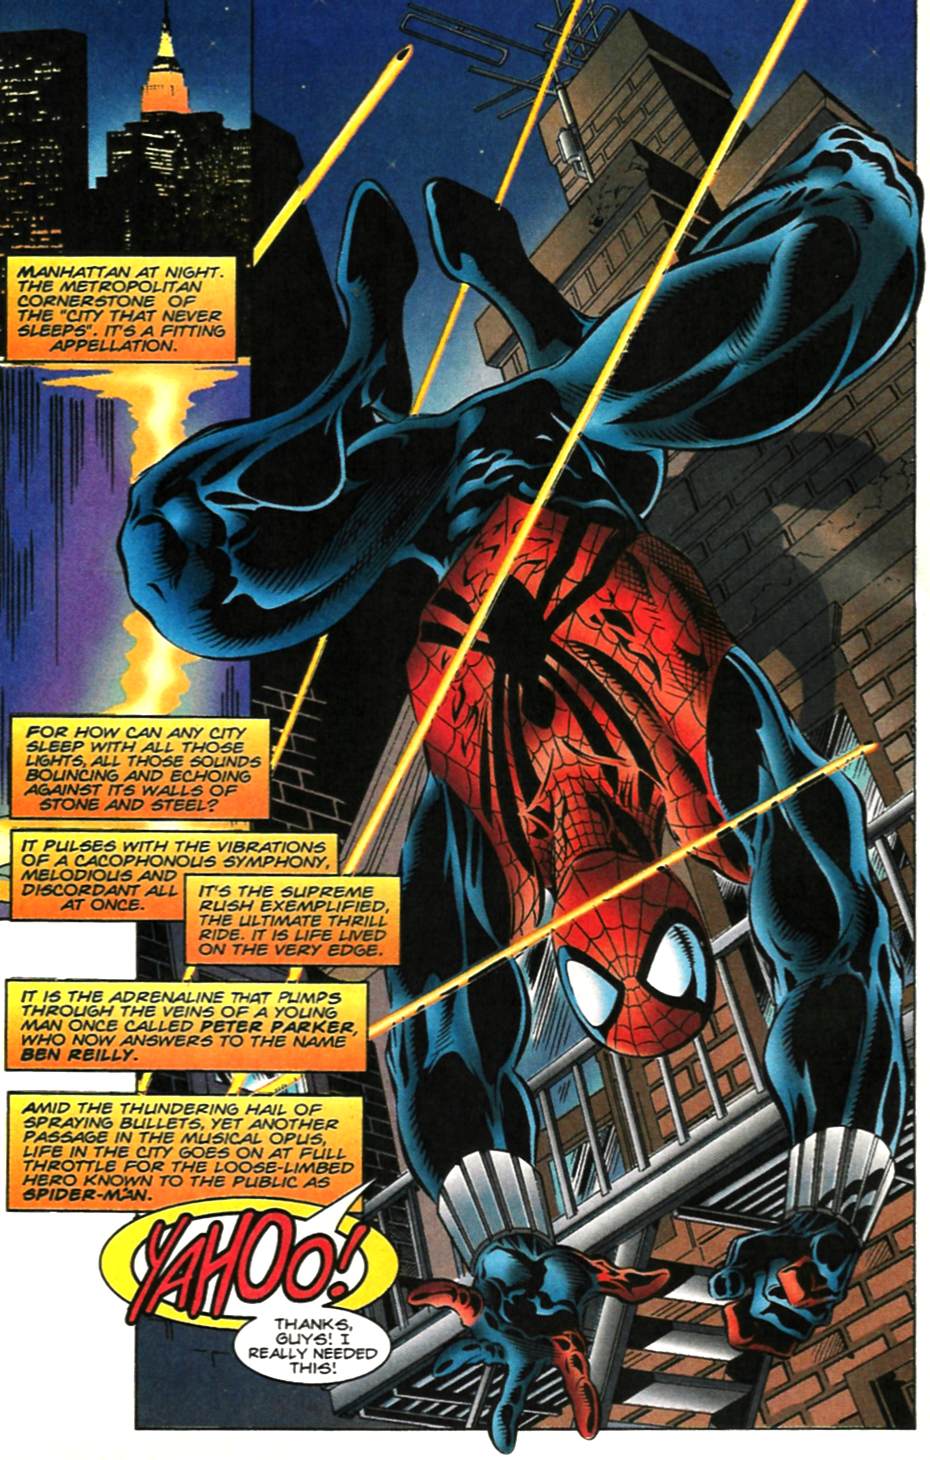 MANHATTAN AT NIGHT.
THE METROPOLITAN
CORNERSTONE OF
THE "CITY THAT NEVER
SLEEPS". IT'S A FITTING
APPELLATION.
FOR HOW CAN ANY CITY
SLEEP WITH ALL THOSE
LIGHTS, ALL THOSE SOUNDS
BOUNCING AND ECHOING
AGAINST ITS WALLS OF
STONE AND STEEL?
IT PULSES WITH THE VIBRATIONS
OF A CACOPHONOUS SYMPHONY,
MELODIOUS AND
DISCORDANT ALL
AT ONCE.
IT'S THE SUPREME
RUSH EXEMPLIFIED,
THE ULTIMATE THRILL
RIDE. IT IS LIFE LIVED
ON THE VERY EDGE.
IT IS THE ADRENALINE THAT PUMPS
THROUGH THE VEINS OF A YOUNG
MAN ONCE CALLED PETER PARKER,
WHO NOW ANSWERS TO THE NAME
BEN REILLY.
AMID THE THUNDERING HAIL OF
SPRAYING BULLETS, YET ANOTHER
PASSAGE IN THE MUSICAL OPUS,
LIFE IN THE CITY GOES ON AT FULL
THROTTLE FOR THE LOOSE-LIMBED
HERO KNOWN TO THE PUBLIC AS
SPIDER-MAN.
YAHOO!
THANKS,
GUYS! I
REALLY NEEDED
THIS!